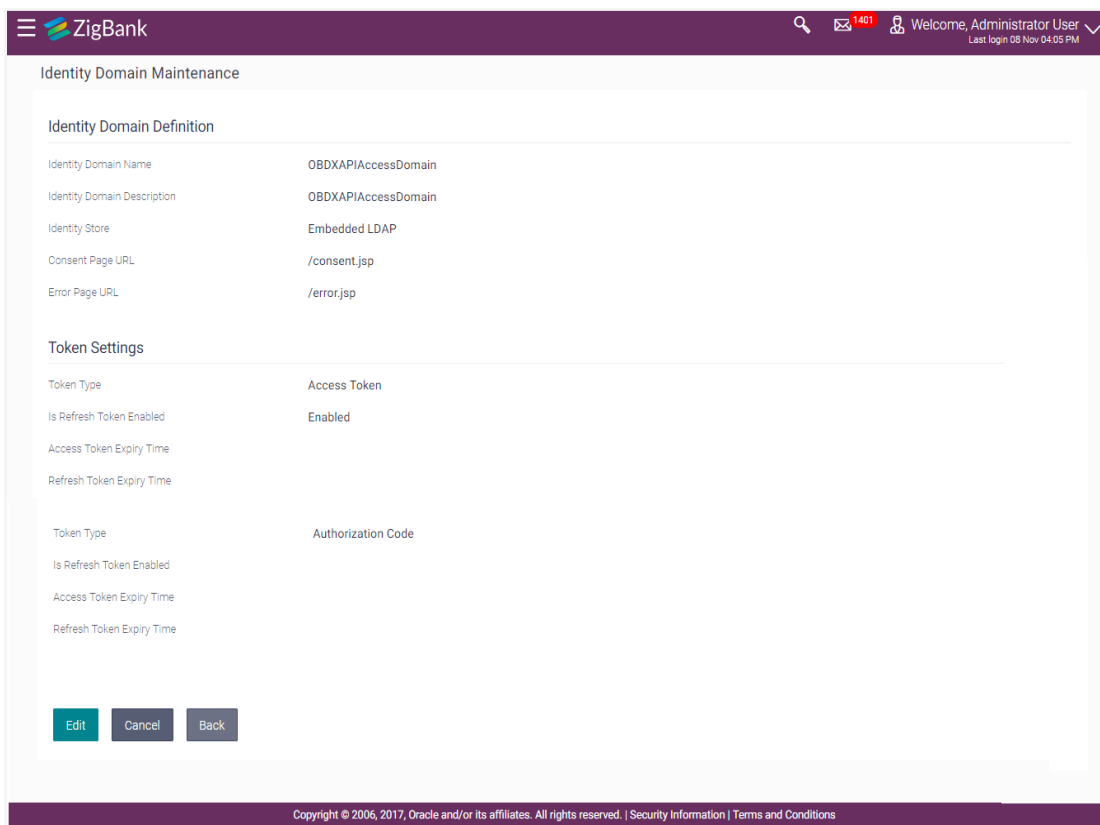 ZigBank
1401
Welcome, Administrator User
Last login 08 Nov 04:05 PM
Identity Domain Maintenance
Identity Domain Definition
Identity Domain Name OBDXAPIAccessDomain
Identity Domain Description OBDXAPIAccessDomain
Identity Store Embedded LDAP
Consent Page URL /consent.jsp
Error Page URL /error.jsp
Token Settings
Token Type Access Token
Is Refresh Token Enabled Enabled
Access Token Expiry Time
Refresh Token Expiry Time
Token Type Authorization Code
Is Refresh Token Enabled
Access Token Expiry Time
Refresh Token Expiry Time
Edit Cancel Back
Copyright © 2006, 2017, Oracle and/or its affiliates. All rights reserved. | Security Information | Terms and Conditions